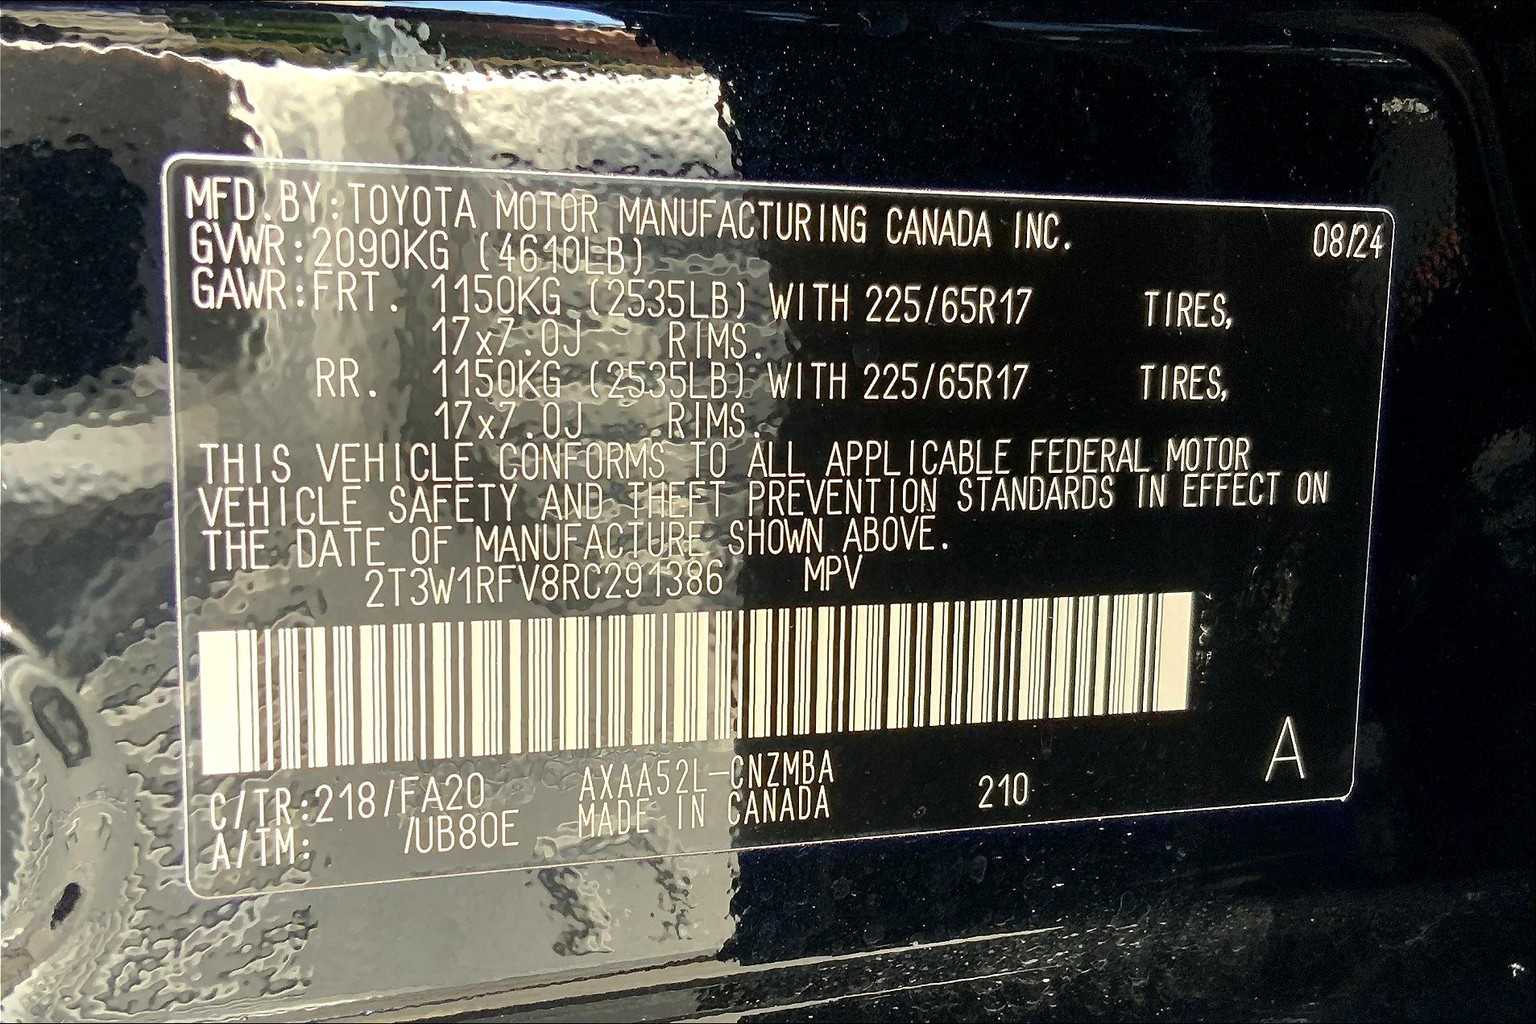 MFD.BY:TOYOTA MOTOR MANUFACTURING CANADA INC. 08/24
GVWR:2090KG (4610LB)
GAWR:FRT. 1150KG (2535LB) WITH 225/65R17 TIRES,
17x7.0J RIMS.
RR. 1150KG (2535LB) WITH 225/65R17 TIRES,
17x7.0J RIMS.
THIS VEHICLE CONFORMS TO ALL APPLICABLE FEDERAL MOTOR
VEHICLE SAFETY AND THEFT PREVENTION STANDARDS IN EFFECT ON
THE DATE OF MANUFACTURE SHOWN ABOVE.
2T3W1RFV8RC291386 MPV
A
C/TR:218/FA20 AXAA52L-CNZMBA 210
A/TM: /UB80E MADE IN CANADA